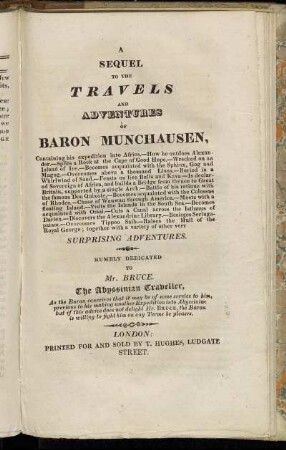 A
SEQUEL
TO THE
TRAVELS
AND
ADVENTURES
OF
BARON MUNCHAUSEN,
Containing his expedition into Africa.—How he outdoes Alexan-
der.—Splits a Rock at the Cape of Good Hope.—Wrecked on an
Island of Ice.—Becomes acquainted with the Sphinx, Gog and
Magog.—Overcomes above a thousand Lions.—Buried in a
Whirlwind of Sand.—Feasts on Live Bulls and Kava.—Is declar-
ed Sovereign of Africa, and builds a Bridge from thence to Great
Britain, supported by a single Arch.—Battle of his retinue with
the famous Don Quixote.—Becomes acquainted with the Colossus
of Rhodes.—Chase of Wauwau through America.—Meets with a
floating Island.—Visits the Islands in the South Sea.—Becomes
acquainted with Omai.—Cuts a Canal across the Isthmus of
Darien.—Discovers the Alexandrine Library.—Besieges Seringa-
patam.—Overcomes Tippoo Saib.—Raises the Hull of the
Royal George; together with a variety of other very
SURPRISING ADVENTURES.
HUMBLY DEDICATED
TO
Mr. BRUCE,
The Abyssinian Traveller,
As the Baron conceives that it may be of some service to him,
previous to his making another Expedition into Abyssinia:
but if this advice does not delight Mr. BRUCE, the Baron
is willing to fight him on any Terms he pleases.
LONDON:
PRINTED FOR AND SOLD BY T. HUGHES, LUDGATE
STREET.